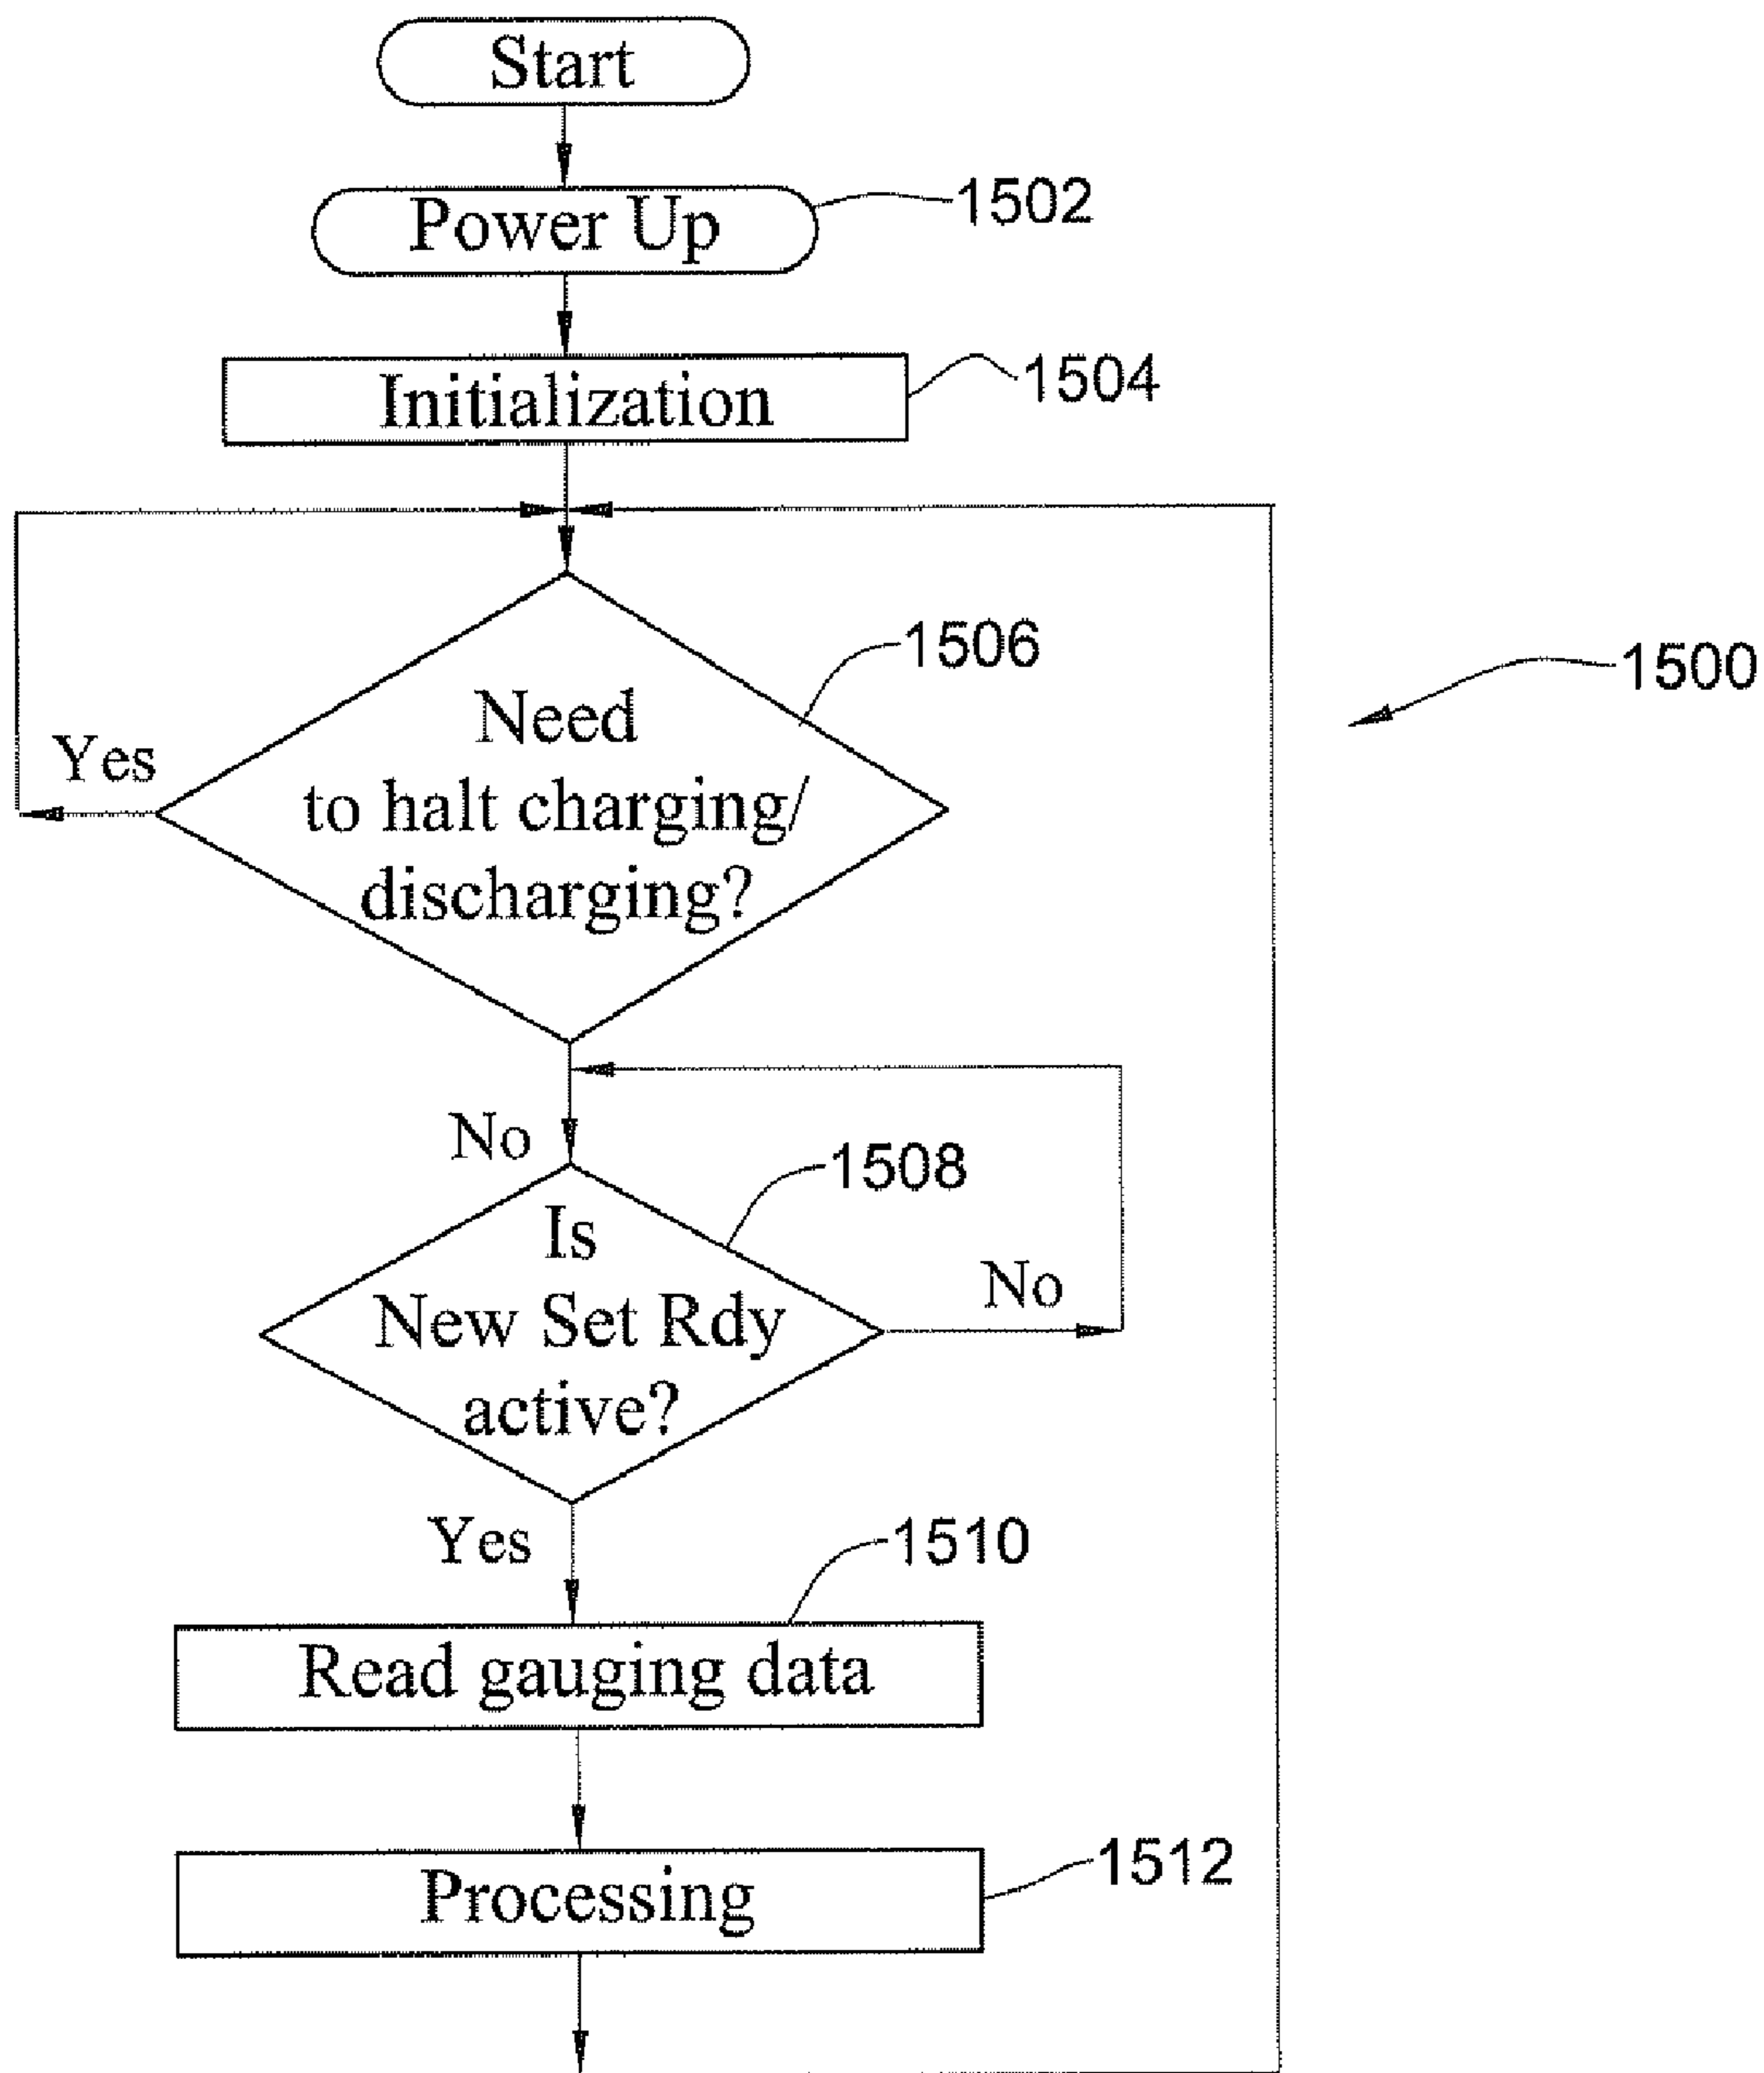 Start
Power Up
1502
Initialization
1504
Need
to halt charging/
discharging?
1506
1500
Yes
No
Is
New Set Rdy
active?
1508
No
Yes
1510
Read gauging data
Processing
1512